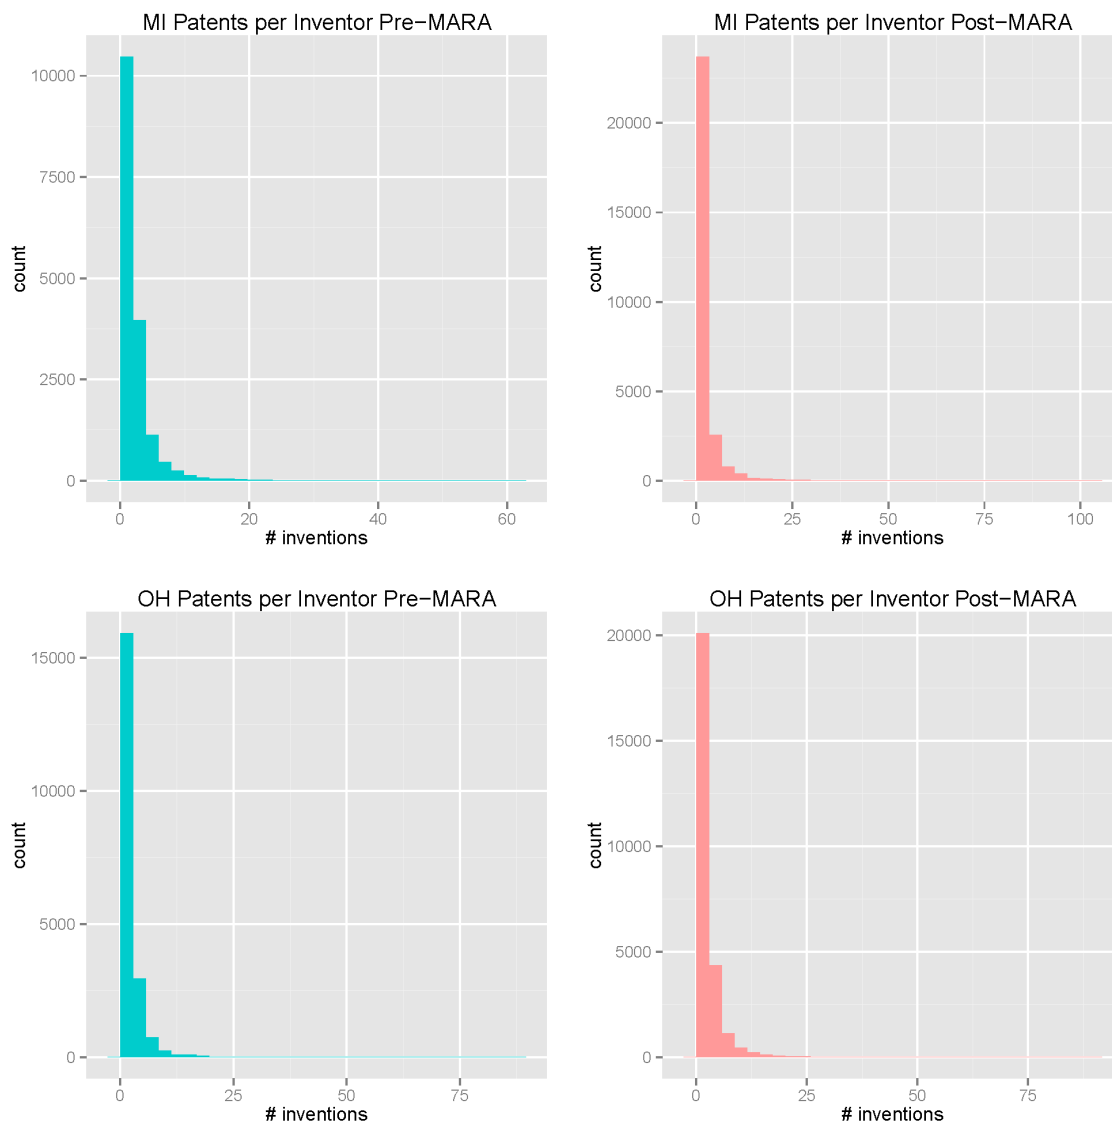 MI Patents per Inventor Pre−MARA
10000
7500
5000
2500
0
count
0 20 40 60
# inventions
MI Patents per Inventor Post−MARA
20000
15000
10000
5000
0
count
0 25 50 75 100
# inventions
OH Patents per Inventor Pre−MARA
15000
10000
5000
0
count
0 25 50 75
# inventions
OH Patents per Inventor Post−MARA
20000
15000
10000
5000
0
count
0 25 50 75
# inventions